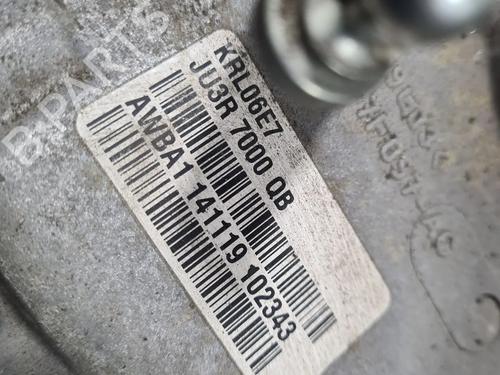 B-PARTS
KRL06E7
JU3R 7000 QB
AWBA1 141119 102343